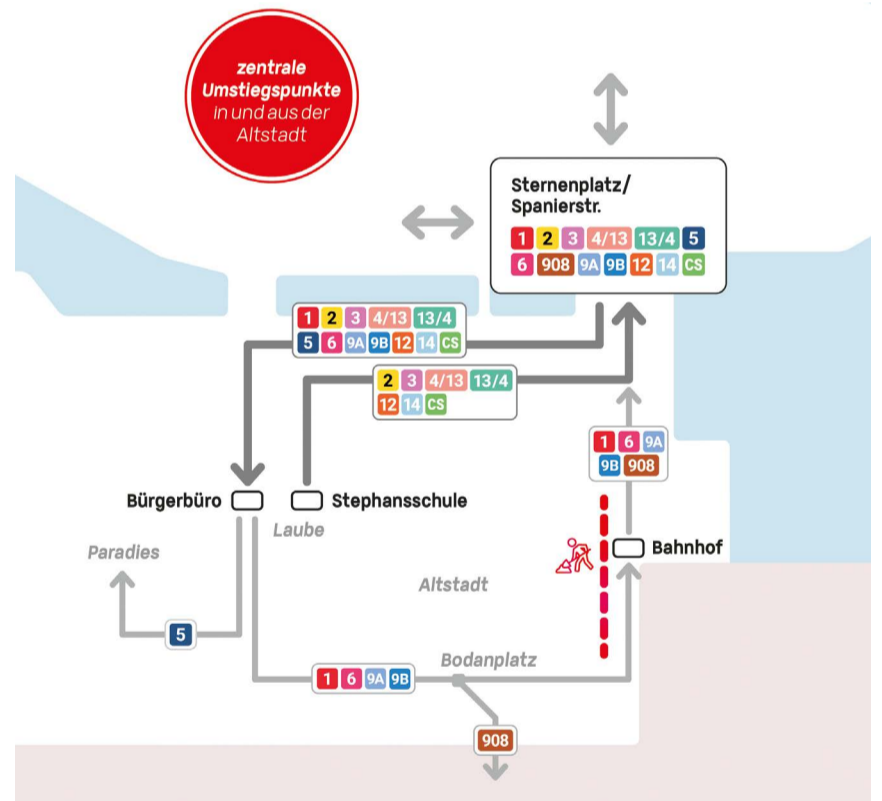 zentrale
Umstiegspunkte
in und aus der
Altstadt
Sternenplatz/
Spanierstr.
1 2 3 4/13 13/4 5
6 908 9A 9B 12 14 CS
1 2 3 4/13 13/4
5 6 9A 9B 12 14 CS
2 3 4/13 13/4
12 14 CS
1 6 9A
9B 908
Bürgerbüro
Stephansschule
Laube
Bahnhof
Paradies
Altstadt
5
Bodanplatz
1 6 9A 9B
908